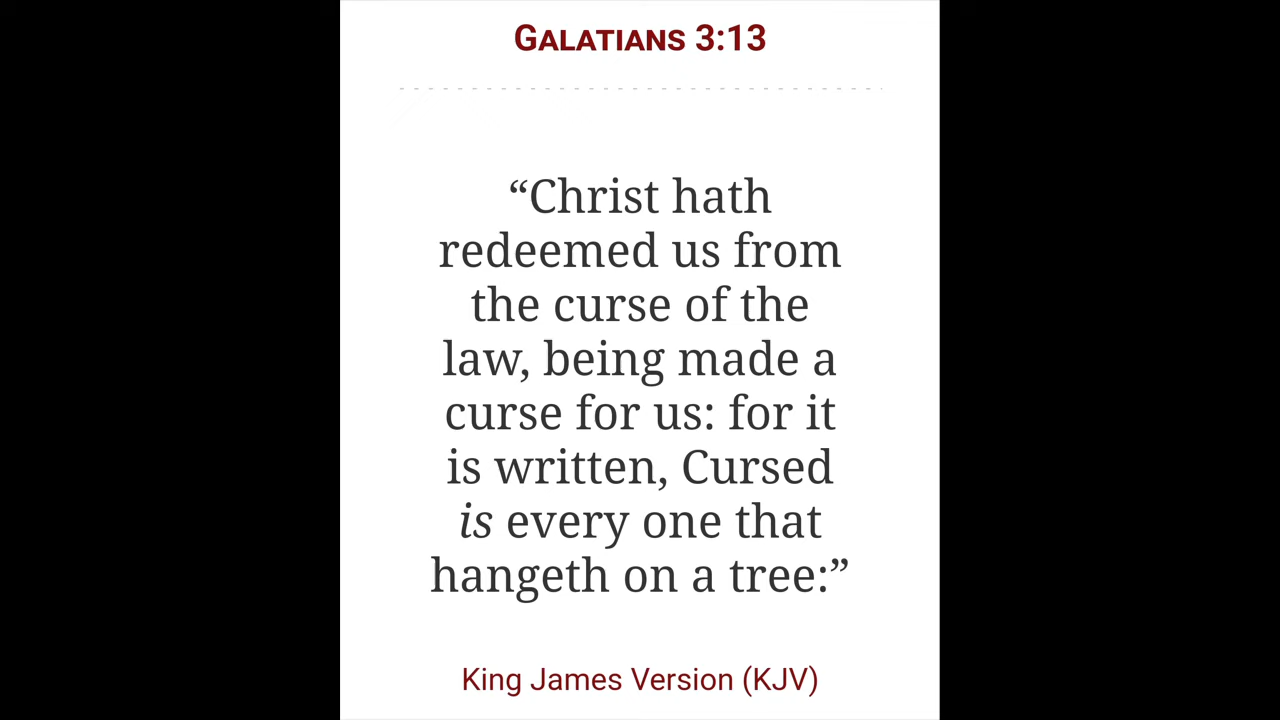 GALATIANS 3:13
“Christ hath
redeemed us from
the curse of the
law, being made a
curse for us: for it
is written, Cursed
is every one that
hangeth on a tree:”
King James Version (KJV)